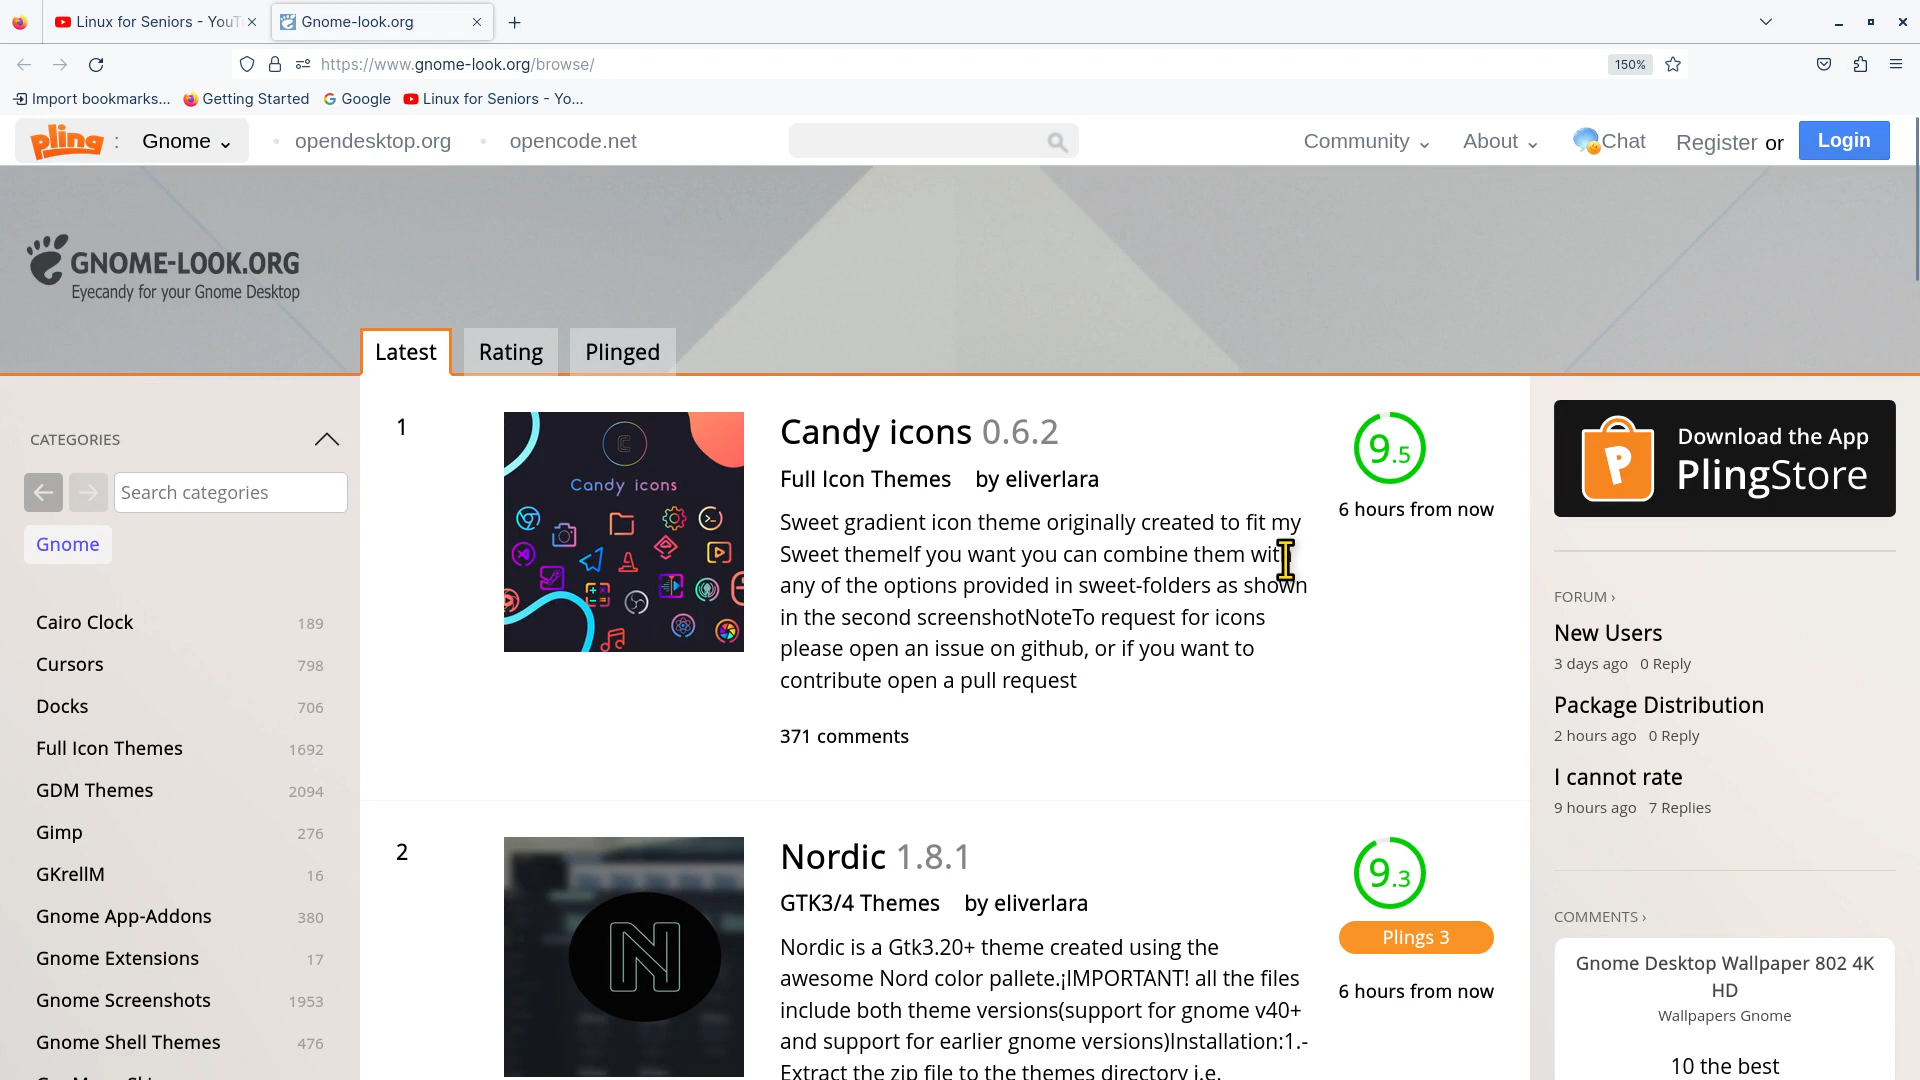 Linux for Seniors - YouT
Gnome-look.org
https://www.gnome-look.org/browse/
150%
Import bookmarks...
Getting Started
Google
Linux for Seniors - Yo...
pling
:
Gnome
opendesktop.org
opencode.net
Community
About
Chat
Register or
Login
GNOME-LOOK.ORG
Eyecandy for your Gnome Desktop
Latest
Rating
Plinged
CATEGORIES
Search categories
Gnome
Cairo Clock 189
Cursors 798
Docks 706
Full Icon Themes 1692
GDM Themes 2094
Gimp 276
GKrellM 16
Gnome App-Addons 380
Gnome Extensions 17
Gnome Screenshots 1953
Gnome Shell Themes 476
1
C
Candy icons
Candy icons 0.6.2
Full Icon Themes by eliverlara
Sweet gradient icon theme originally created to fit my
Sweet themeIf you want you can combine them with
any of the options provided in sweet-folders as shown
in the second screenshotNoteTo request for icons
please open an issue on github, or if you want to
contribute open a pull request
371 comments
9.5
6 hours from now
2
N
Nordic 1.8.1
GTK3/4 Themes by eliverlara
Nordic is a Gtk3.20+ theme created using the
awesome Nord color pallete.¡IMPORTANT! all the files
include both theme versions(support for gnome v40+
and support for earlier gnome versions)Installation:1.-
Extract the zip file to the themes directory i.e.
9.3
Plings 3
6 hours from now
P
Download the App
PlingStore
FORUM ›
New Users
3 days ago 0 Reply
Package Distribution
2 hours ago 0 Reply
I cannot rate
9 hours ago 7 Replies
COMMENTS ›
Gnome Desktop Wallpaper 802 4K
HD
Wallpapers Gnome
10 the best